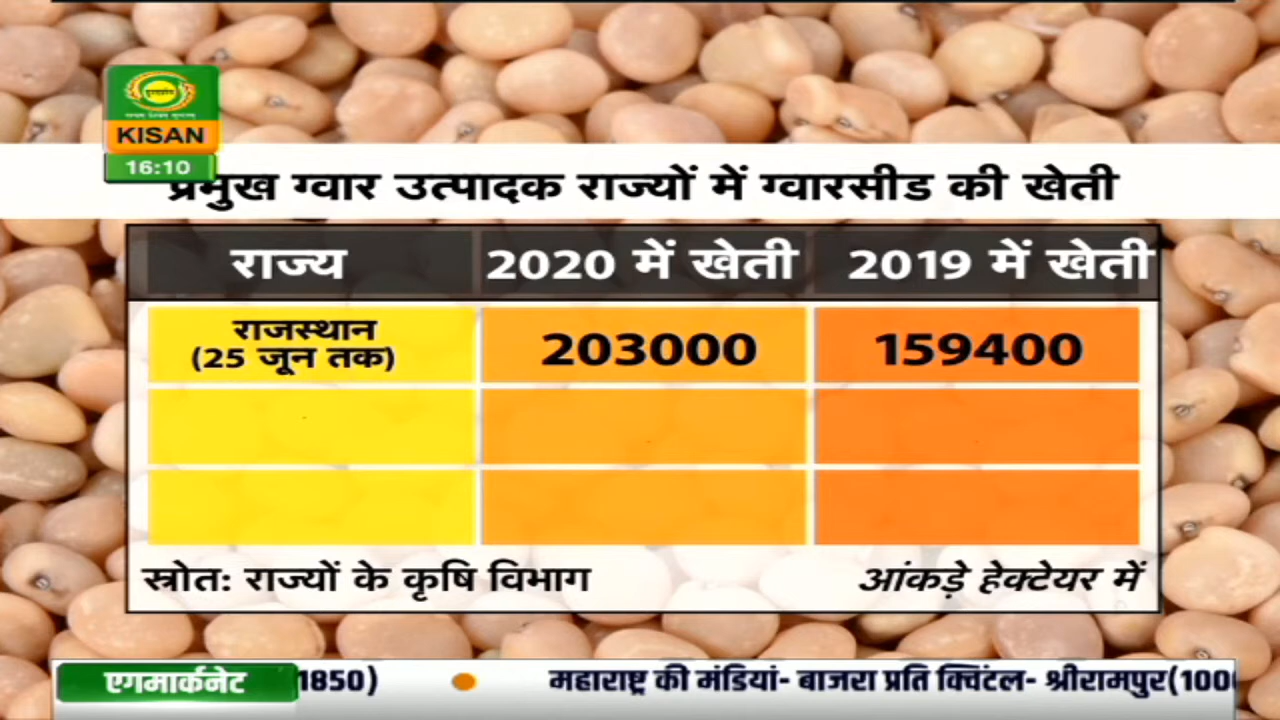 KISAN
16:10
प्रमुख ग्वार उत्पादक राज्यों में ग्वारसीड की खेती
राज्य 2020 में खेती 2019 में खेती
राजस्थान
(25 जून तक) 203000 159400
स्रोत: राज्यों के कृषि विभाग आंकड़े हेक्टेयर में
एगमार्कनेट 1850) महाराष्ट्र की मंडियां- बाजरा प्रति क्विंटल- श्रीरामपुर(100